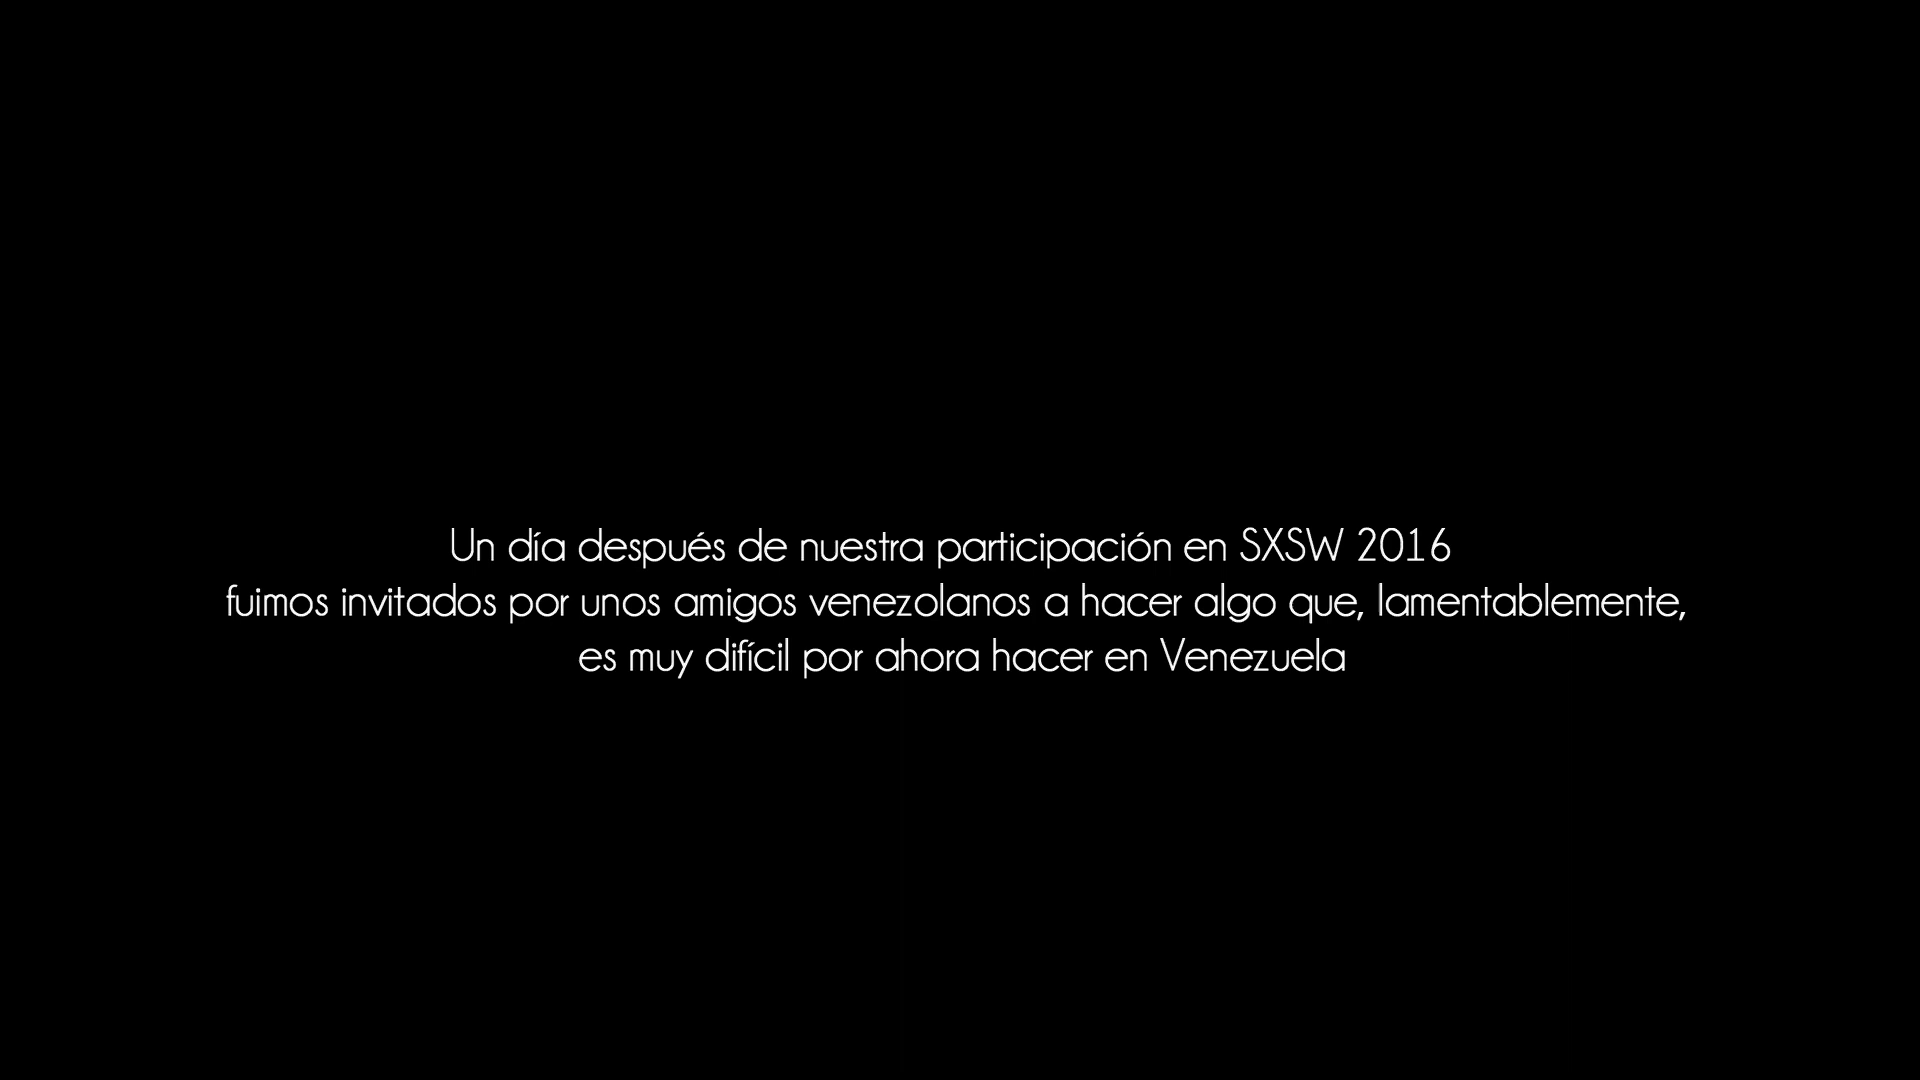 Un día después de nuestra participación en SXSW 2016
fuimos invitados por unos amigos venezolanos a hacer algo que, lamentablemente,
es muy difícil por ahora hacer en Venezuela